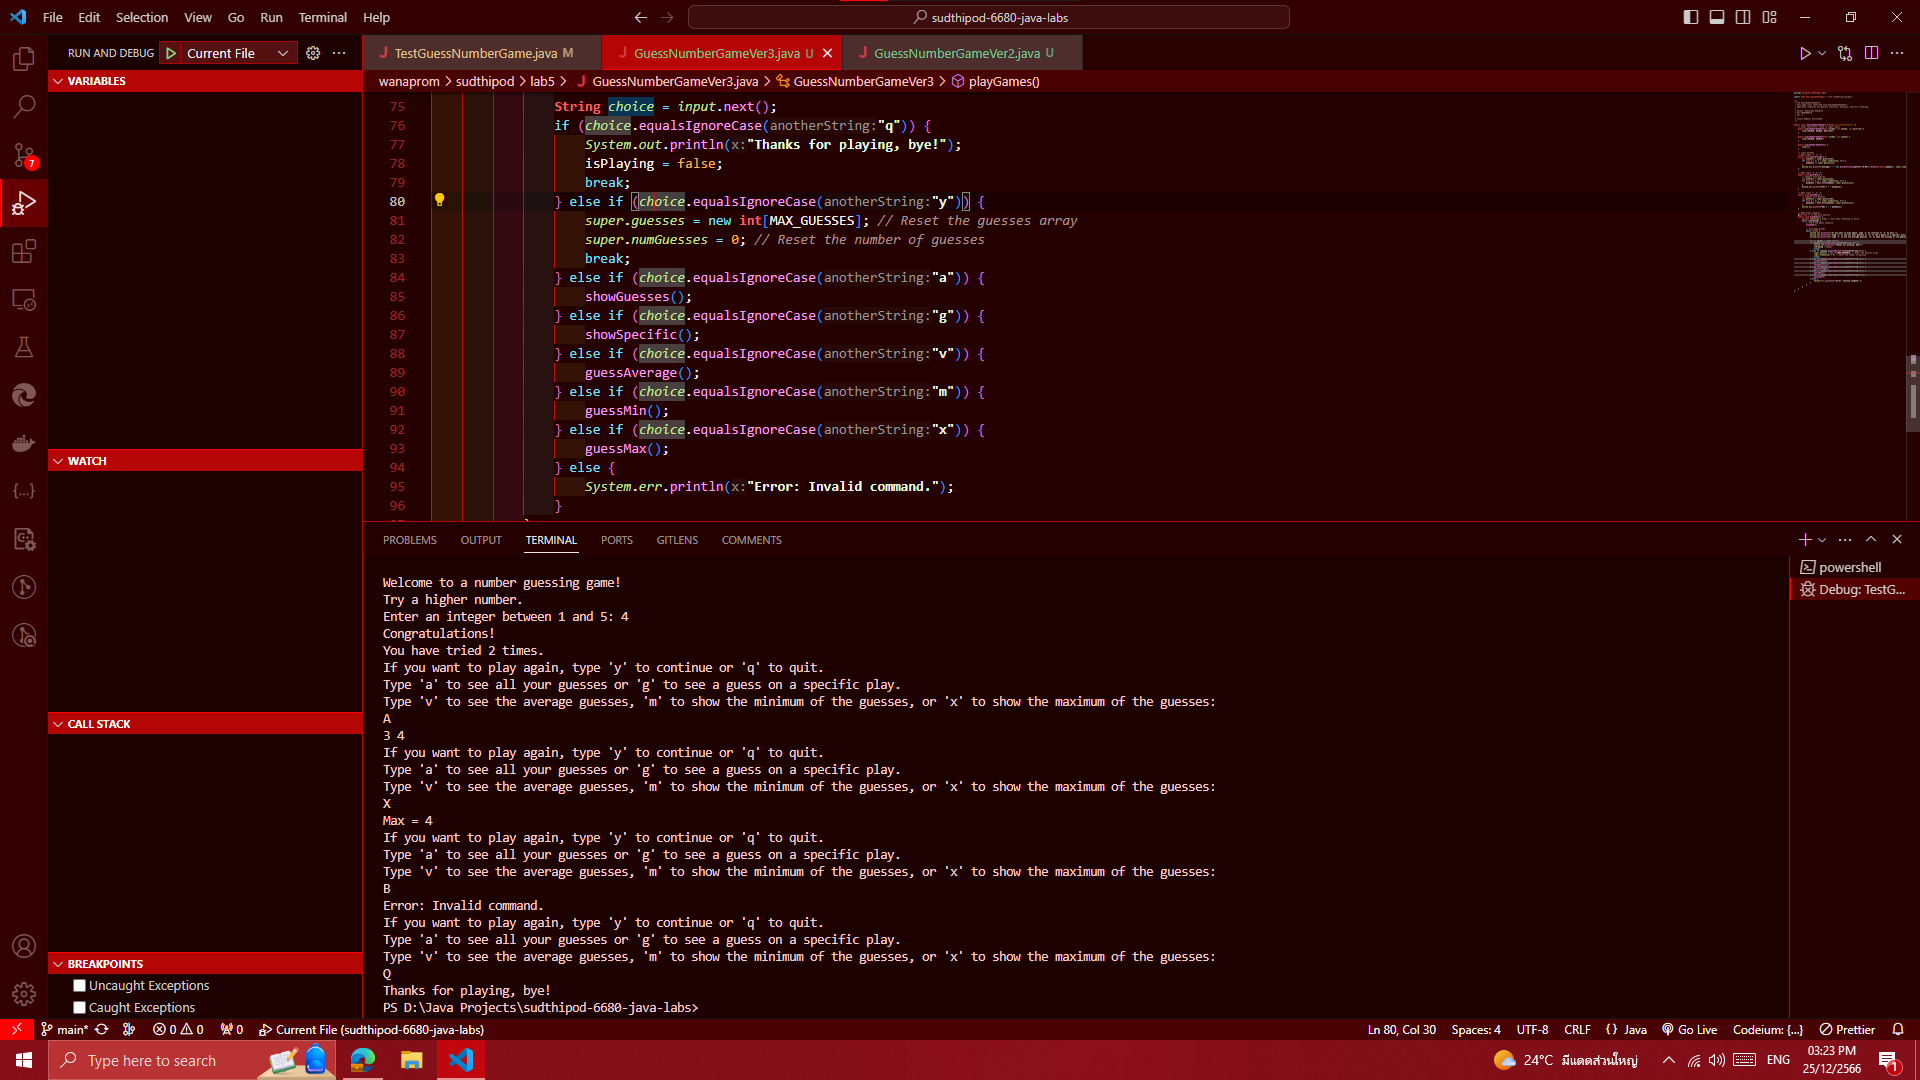 File Edit Selection View Go Run Terminal Help
sudthipod-6680-java-labs
RUN AND DEBUG Current File
TestGuessNumberGame.java M
GuessNumberGameVer3.java U
GuessNumberGameVer2.java U
VARIABLES
wanaprom > sudthipod > lab5 > J GuessNumberGameVer3.java > GuessNumberGameVer3 > playGames()
75 String choice = input.next();
76 if (choice.equalsIgnoreCase(anotherString:"q")) {
77 System.out.println(x:"Thanks for playing, bye!");
78 isPlaying = false;
79 break;
80 } else if (choice.equalsIgnoreCase(anotherString:"y")) {
81 super.guesses = new int[MAX_GUESSES]; // Reset the guesses array
82 super.numGuesses = 0; // Reset the number of guesses
83 break;
84 } else if (choice.equalsIgnoreCase(anotherString:"a")) {
85 showGuesses();
86 } else if (choice.equalsIgnoreCase(anotherString:"g")) {
87 showSpecific();
88 } else if (choice.equalsIgnoreCase(anotherString:"v")) {
89 guessAverage();
90 } else if (choice.equalsIgnoreCase(anotherString:"m")) {
91 guessMin();
92 } else if (choice.equalsIgnoreCase(anotherString:"x")) {
93 guessMax();
94 } else {
95 System.err.println(x:"Error: Invalid command.");
96 }
7
WATCH
CALL STACK
BREAKPOINTS
Uncaught Exceptions
Caught Exceptions
PROBLEMS OUTPUT TERMINAL PORTS GITLENS COMMENTS
powershell
Debug: TestG...
Welcome to a number guessing game!
Try a higher number.
Enter an integer between 1 and 5: 4
Congratulations!
You have tried 2 times.
If you want to play again, type 'y' to continue or 'q' to quit.
Type 'a' to see all your guesses or 'g' to see a guess on a specific play.
Type 'v' to see the average guesses, 'm' to show the minimum of the guesses, or 'x' to show the maximum of the guesses:
A
3 4
If you want to play again, type 'y' to continue or 'q' to quit.
Type 'a' to see all your guesses or 'g' to see a guess on a specific play.
Type 'v' to see the average guesses, 'm' to show the minimum of the guesses, or 'x' to show the maximum of the guesses:
X
Max = 4
If you want to play again, type 'y' to continue or 'q' to quit.
Type 'a' to see all your guesses or 'g' to see a guess on a specific play.
Type 'v' to see the average guesses, 'm' to show the minimum of the guesses, or 'x' to show the maximum of the guesses:
B
Error: Invalid command.
If you want to play again, type 'y' to continue or 'q' to quit.
Type 'a' to see all your guesses or 'g' to see a guess on a specific play.
Type 'v' to see the average guesses, 'm' to show the minimum of the guesses, or 'x' to show the maximum of the guesses:
Q
Thanks for playing, bye!
PS D:\Java Projects\sudthipod-6680-java-labs>
main* 0 0 0 Current File (sudthipod-6680-java-labs)
Ln 80, Col 30 Spaces: 4 UTF-8 CRLF {} Java Go Live Codeium: {...} Prettier
Type here to search
24°C มีแดดส่วนใหญ่ ENG
03:23 PM
25/12/2566
1